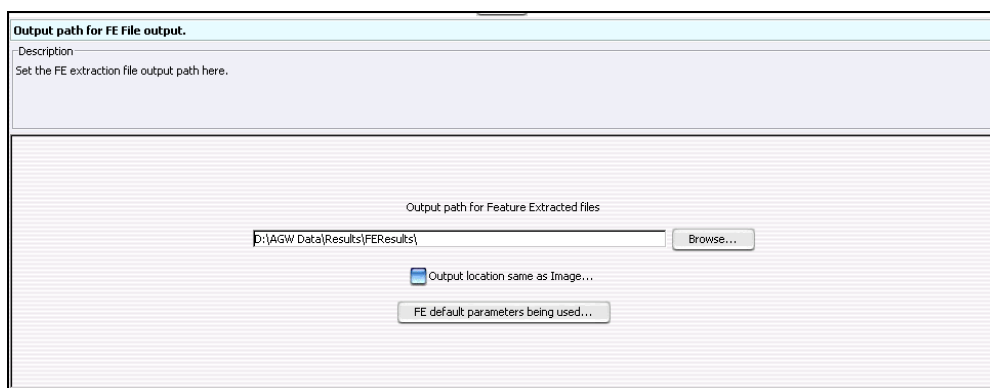 Output path for FE File output.
Description
Set the FE extraction file output path here.
Output path for Feature Extracted files
D:\AGW Data\Results\FEResults\
Browse...
Output location same as Image...
FE default parameters being used...